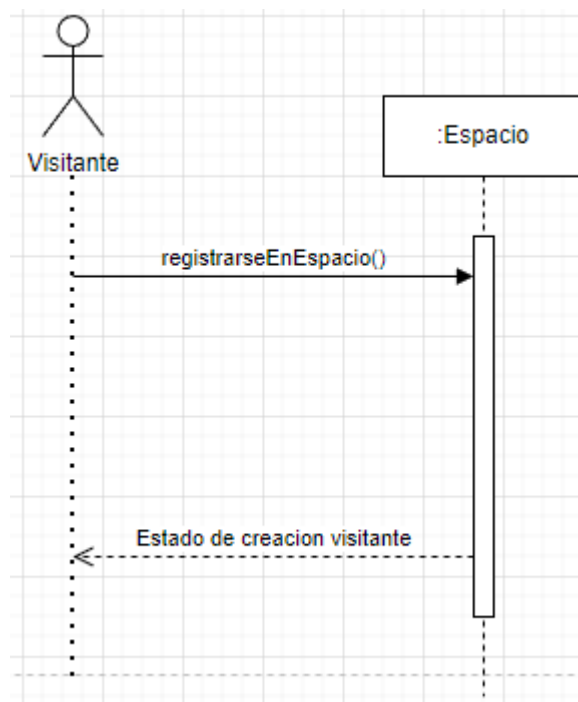 :Espacio
Visitante
registrarseEnEspacio()
Estado de creacion visitante